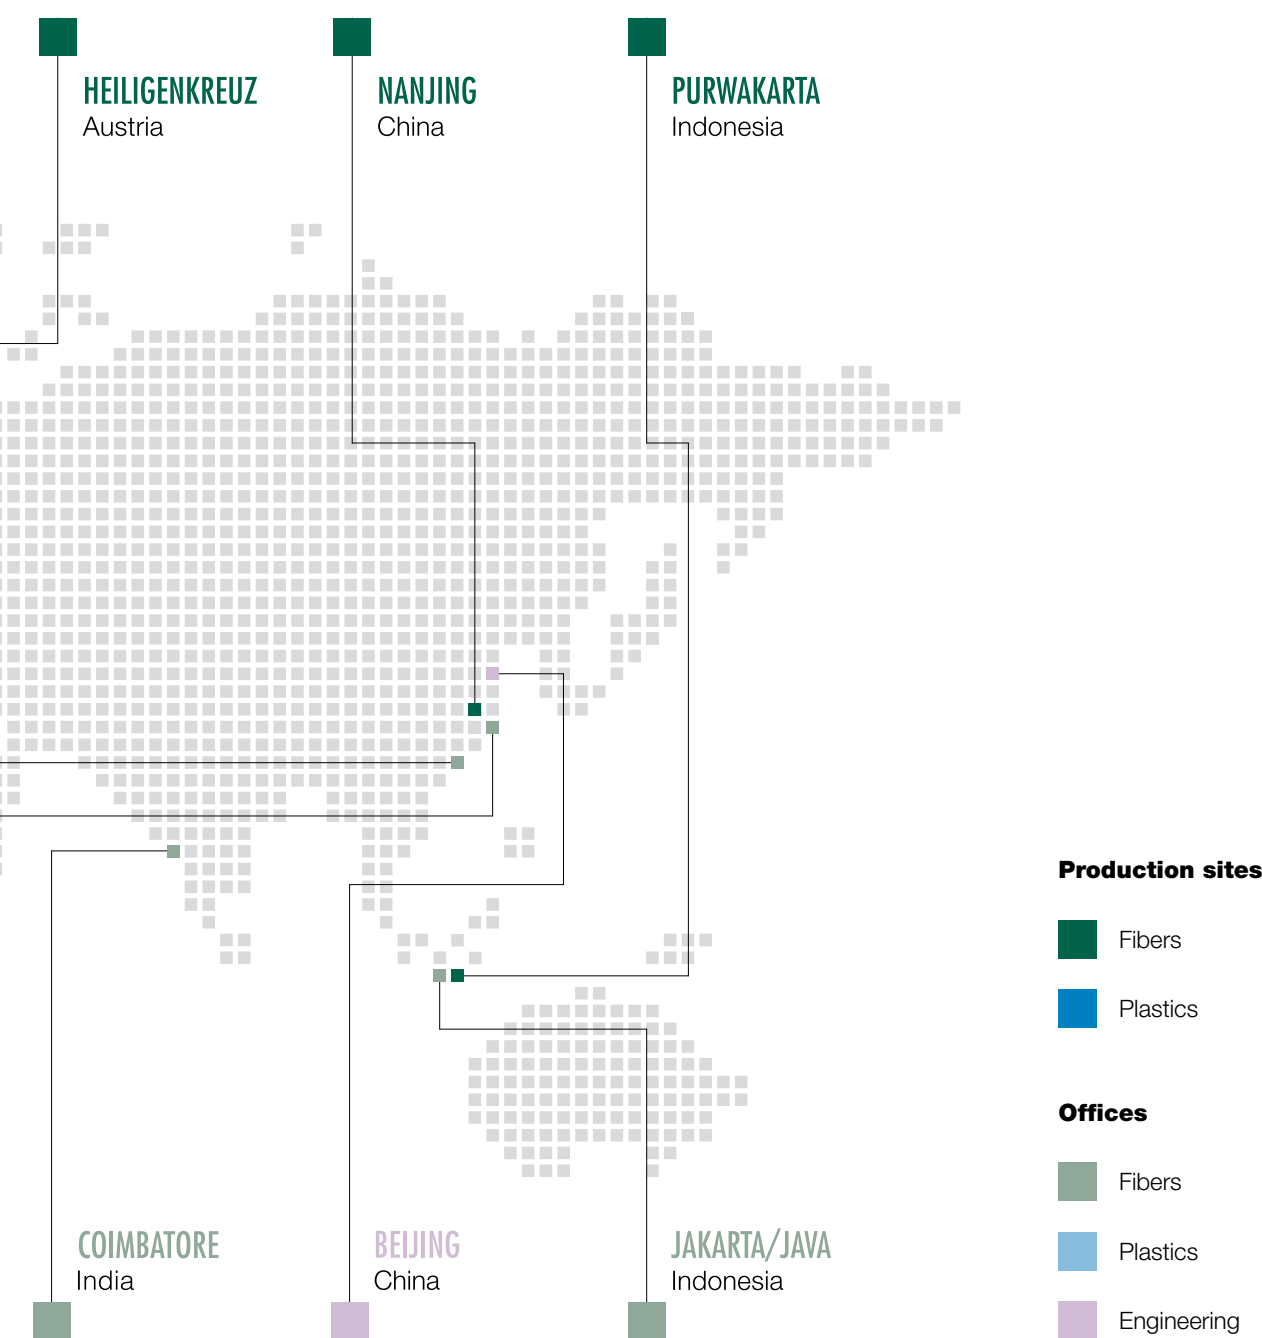 HEILIGENKREUZ
Austria
NANJING
China
PURWAKARTA
Indonesia
Production sites
Fibers
Plastics
Offices
Fibers
Plastics
Engineering
COIMBATORE
India
BEIJING
China
JAKARTA/JAVA
Indonesia